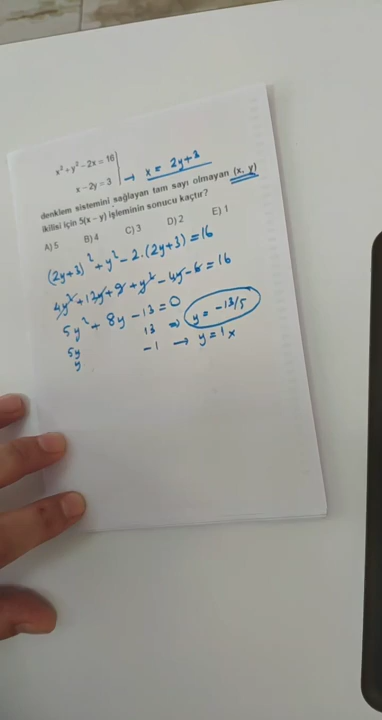 x² + y² – 2x = 16
x – 2y = 3 → x = 2y+3
denklem sistemini sağlayan tam sayı olmayan (x, y)
ikilisi için 5(x – y) işleminin sonucu kaçtır?
A) 5 B) 4 C) 3 D) 2 E) 1
(2y+3)² + y² – 2.(2y+3) = 16
4y² + 12y + 9 + y² – 4y – 6 = 16
5y² + 8y – 13 = 0
5y 13 ⇒ y = –13/5
y –1 → y = 1 x